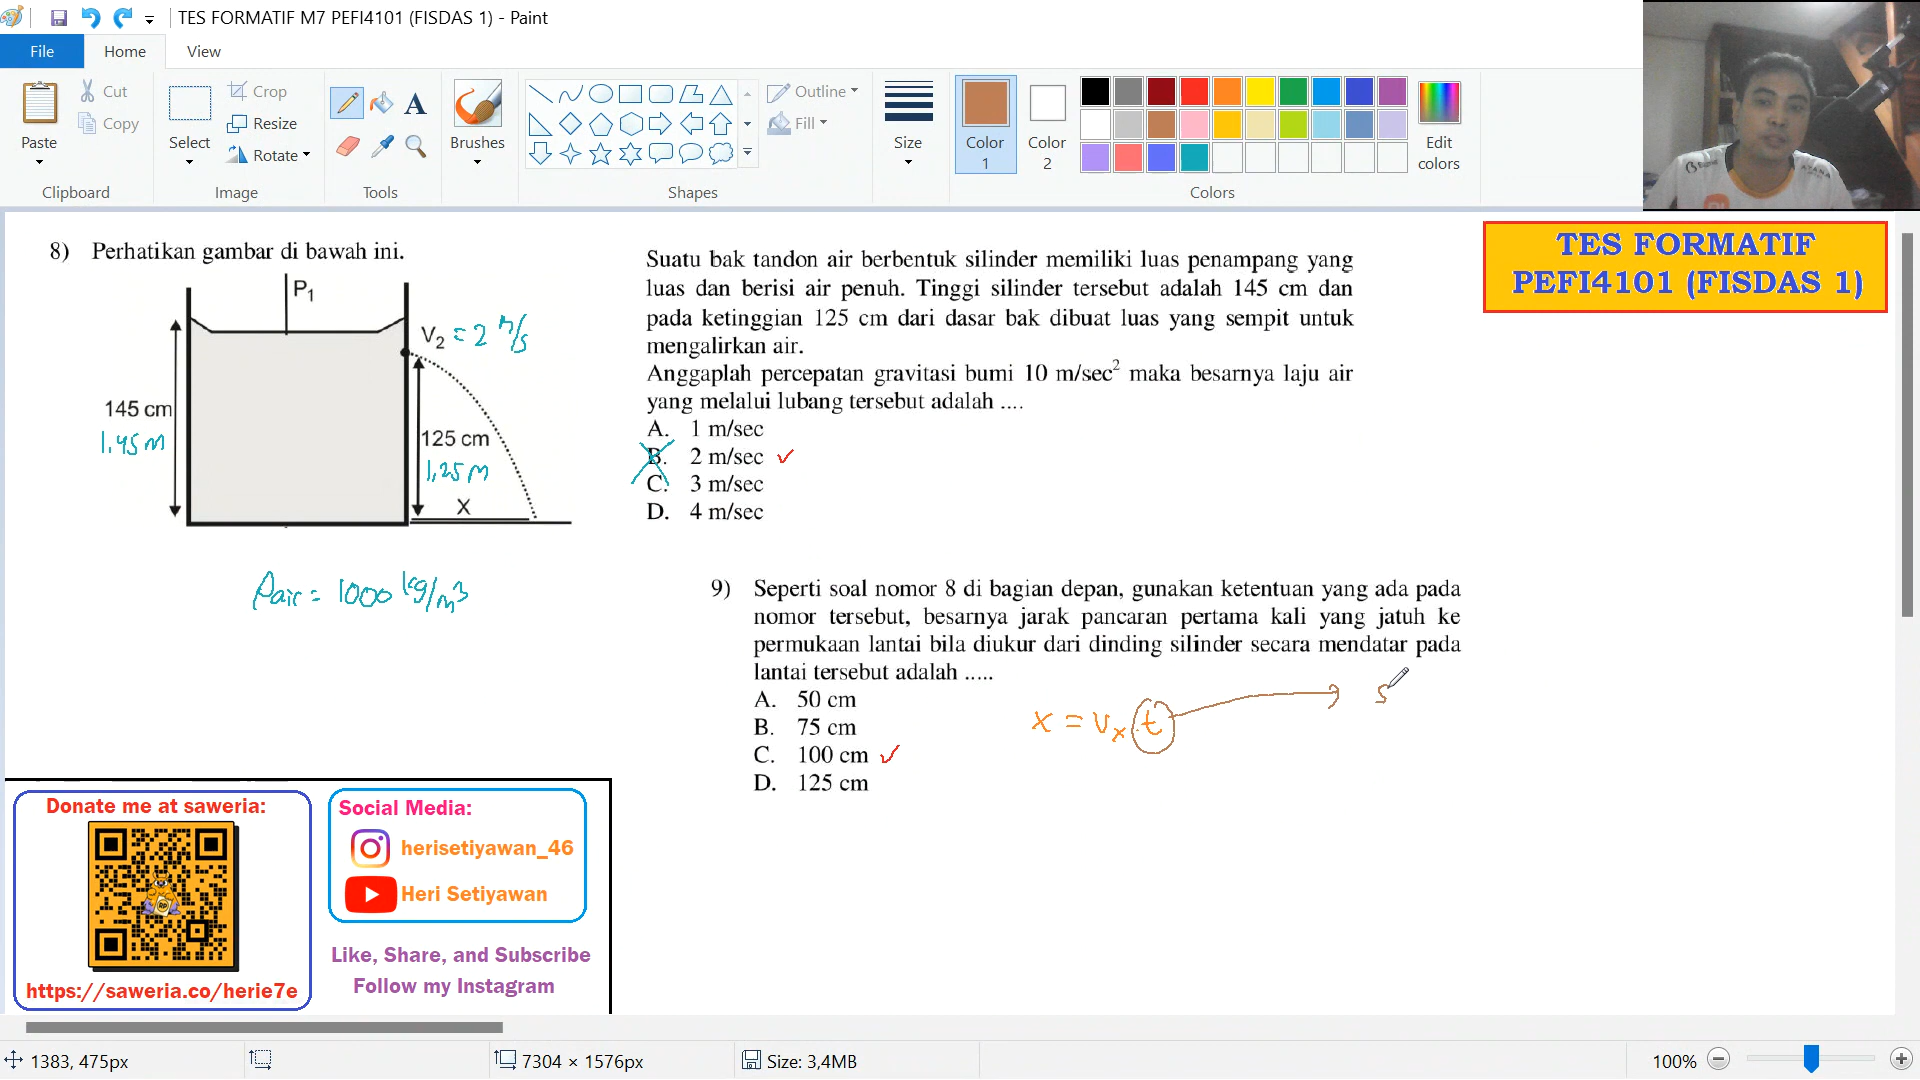 TES FORMATIF M7 PEFI4101 (FISDAS 1) - Paint
File Home View
Paste
Cut
Copy
Clipboard
Select
Crop
Resize
Rotate
Image
A
Tools
Brushes
Outline
Fill
Shapes
Size
Color 1
Color 2
Edit colors
Colors
TES FORMATIF
PEFI4101 (FISDAS 1)
8) Perhatikan gambar di bawah ini.
P1
V2 = 2 m/s
145 cm
1,45 m
125 cm
1,25 m
X
ρair = 1000 kg/m3
Suatu bak tandon air berbentuk silinder memiliki luas penampang yang
luas dan berisi air penuh. Tinggi silinder tersebut adalah 145 cm dan
pada ketinggian 125 cm dari dasar bak dibuat luas yang sempit untuk
mengalirkan air.
Anggaplah percepatan gravitasi bumi 10 m/sec2 maka besarnya laju air
yang melalui lubang tersebut adalah ....
A. 1 m/sec
B. 2 m/sec ✓
C. 3 m/sec
D. 4 m/sec
9) Seperti soal nomor 8 di bagian depan, gunakan ketentuan yang ada pada
nomor tersebut, besarnya jarak pancaran pertama kali yang jatuh ke
permukaan lantai bila diukur dari dinding silinder secara mendatar pada
lantai tersebut adalah .....
A. 50 cm
B. 75 cm
C. 100 cm ✓
D. 125 cm
x = vx . t
Donate me at saweria:
https://saweria.co/herie7e
Social Media:
herisetiyawan_46
Heri Setiyawan
Like, Share, and Subscribe
Follow my Instagram
1383, 475px
7304 × 1576px
Size: 3,4MB
100%